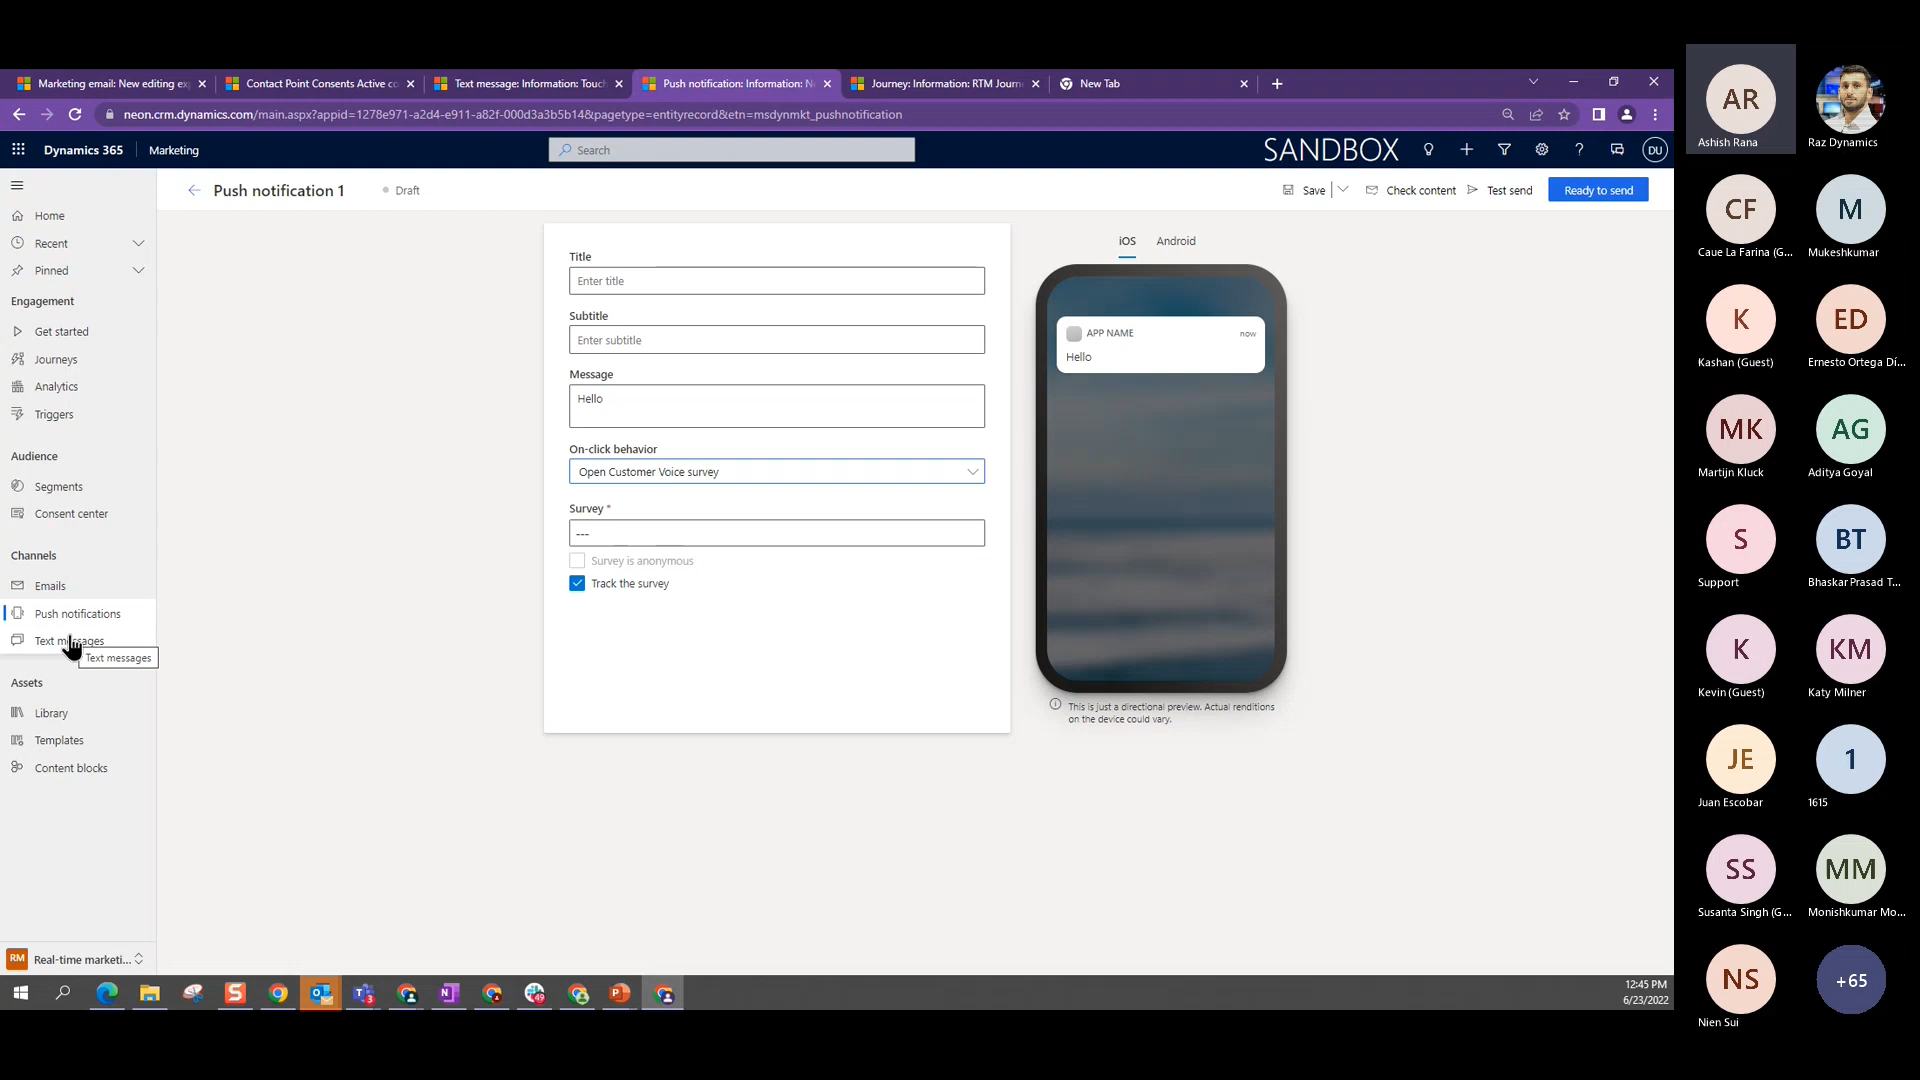 Marketing email: New editing ex
Contact Point Consents Active co
Text message: Information: Touch
Push notification: Information: N
Journey: Information: RTM Journ
New Tab
neon.crm.dynamics.com/main.aspx?appid=1278e971-a2d4-e911-a82f-000d3a3b5b14&pagetype=entityrecord&etn=msdynmkt_pushnotification
Dynamics 365
Marketing
Search
SANDBOX
DU
Push notification 1
Draft
Save
Check content
Test send
Ready to send
Home
Recent
Pinned
Engagement
Get started
Journeys
Analytics
Triggers
Audience
Segments
Consent center
Channels
Emails
Push notifications
Text messages
Text messages
Assets
Library
Templates
Content blocks
RM
Real-time marketi...
Title
Enter title
Subtitle
Enter subtitle
Message
Hello
On-click behavior
Open Customer Voice survey
Survey *
---
Survey is anonymous
Track the survey
iOS
Android
APP NAME
now
Hello
This is just a directional preview. Actual renditions
on the device could vary.
12:45 PM
6/23/2022
AR
Ashish Rana
Raz Dynamics
CF
Caue La Farina (G...
M
Mukeshkumar
K
Kashan (Guest)
ED
Ernesto Ortega Dí...
MK
Martijn Kluck
AG
Aditya Goyal
S
Support
BT
Bhaskar Prasad T...
K
Kevin (Guest)
KM
Katy Milner
JE
Juan Escobar
1
1615
SS
Susanta Singh (G...
MM
Monishkumar Mo...
NS
Nien Sui
+65